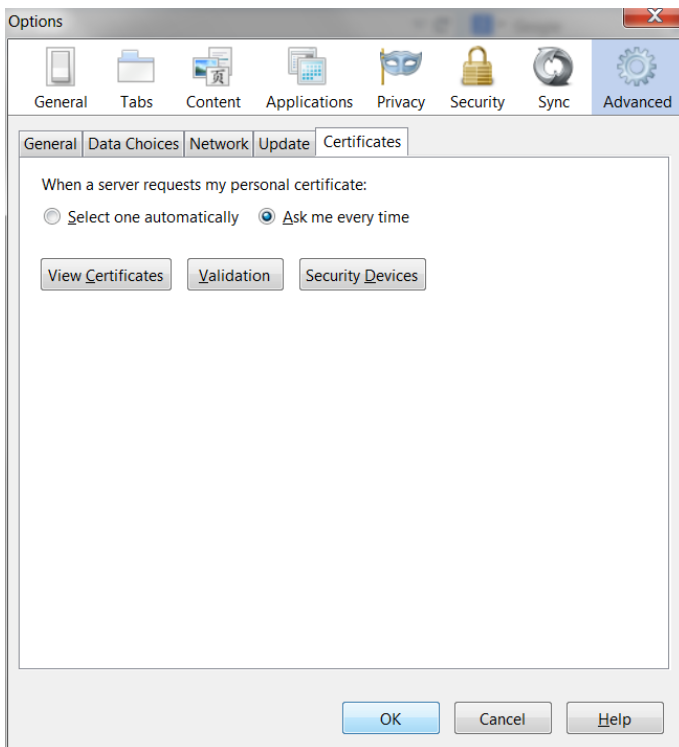 Options
General Tabs Content Applications Privacy Security Sync Advanced
General Data Choices Network Update Certificates
When a server requests my personal certificate:
Select one automatically Ask me every time
View Certificates Validation Security Devices
OK Cancel Help